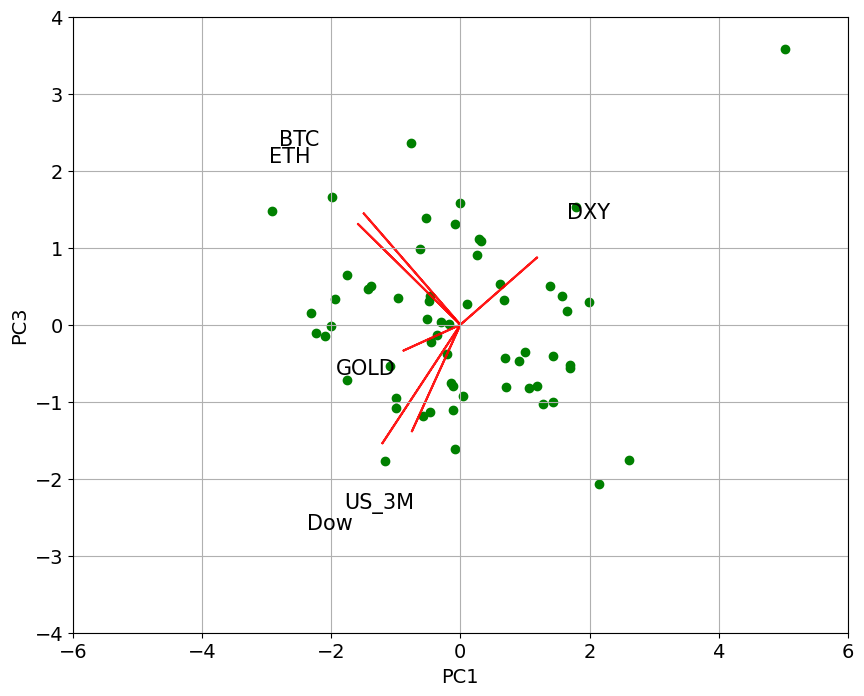 4
3
BTC
ETH
2
DXY
1
PC3
0
GOLD
−1
−2
US_3M
Dow
−3
−4
−6 −4 −2 0 2 4 6
PC1